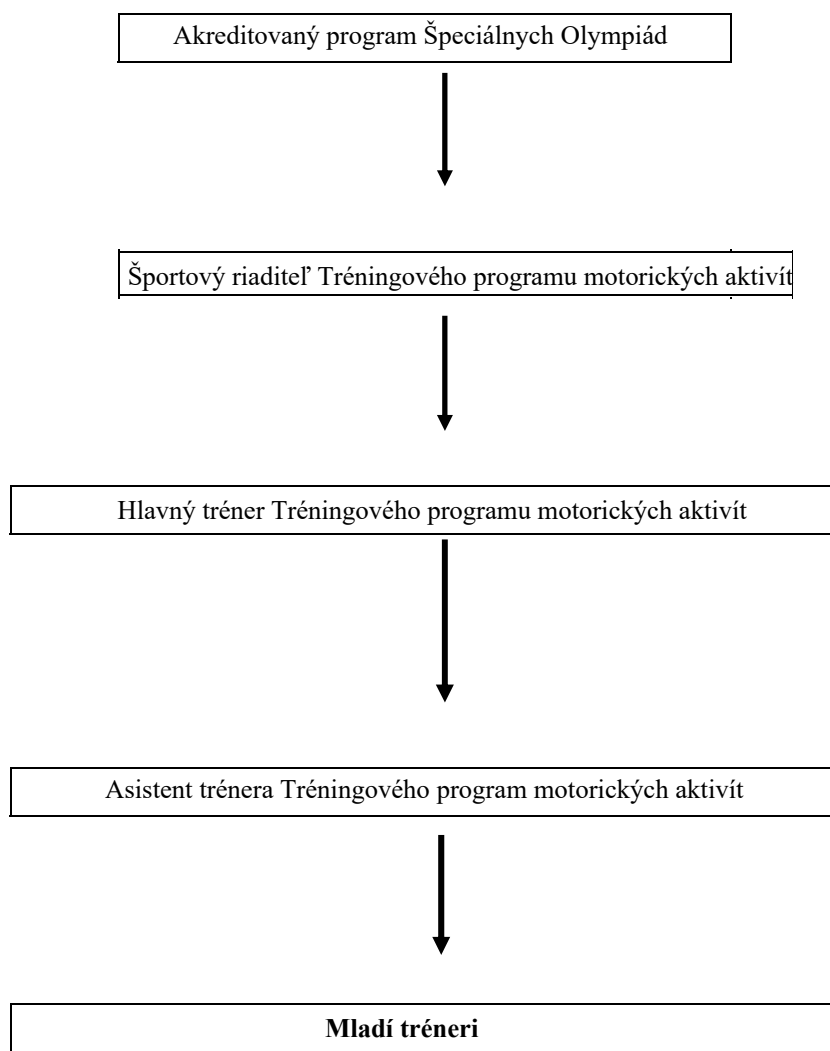 Akreditovaný program Špeciálnych Olympiád
Športový riaditeľ Tréningového programu motorických aktivít
Hlavný tréner Tréningového programu motorických aktivít
Asistent trénera Tréningového program motorických aktivít
Mladí tréneri